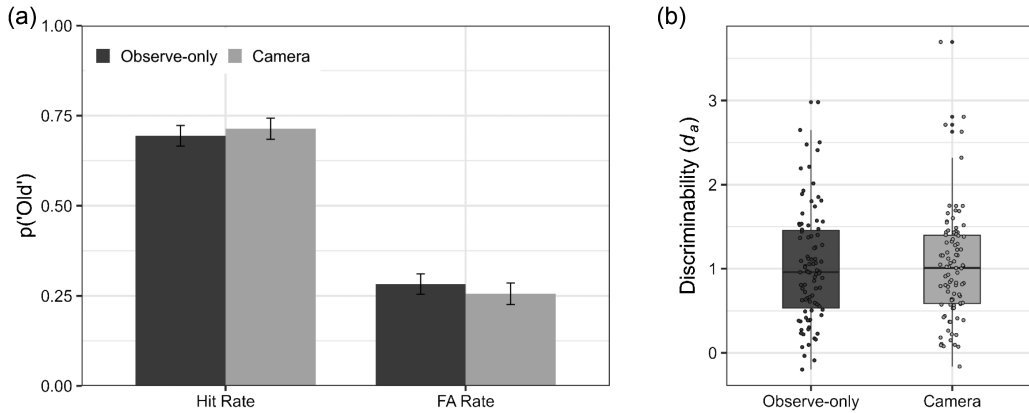 (a)
1.00
0.75
0.50
0.25
0.00
p('Old')
Observe-only
Camera
Hit Rate
FA Rate
(b)
3
2
1
0
Discriminability (da)
Observe-only
Camera